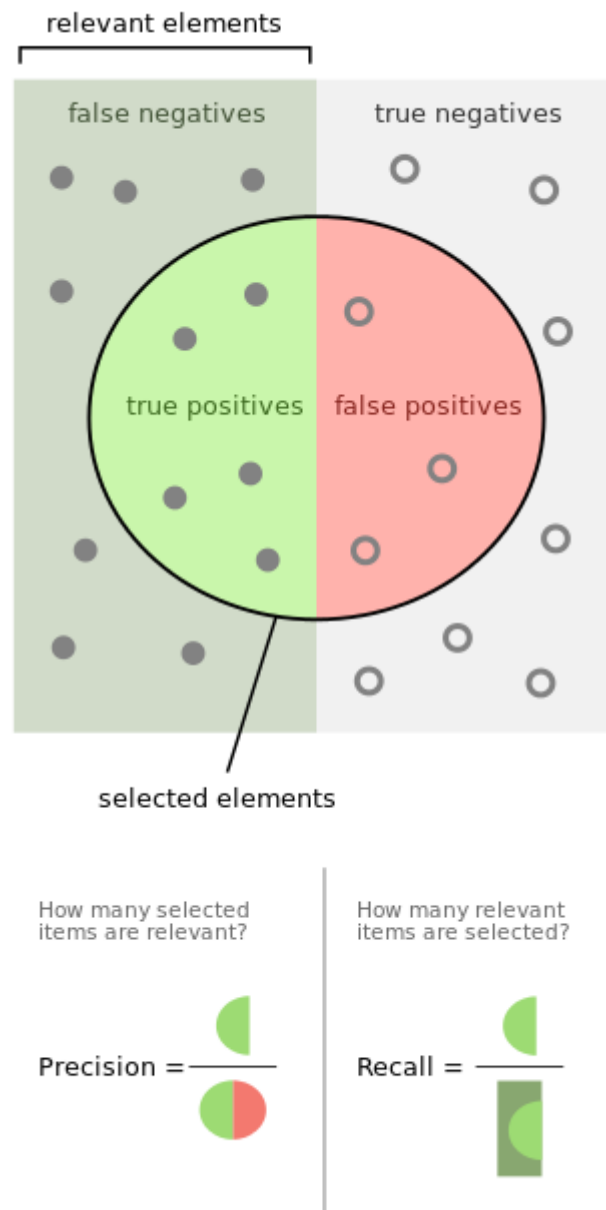 relevant elements
false negatives
true negatives
true positives
false positives
selected elements
How many selected
items are relevant?
Precision =
How many relevant
items are selected?
Recall =